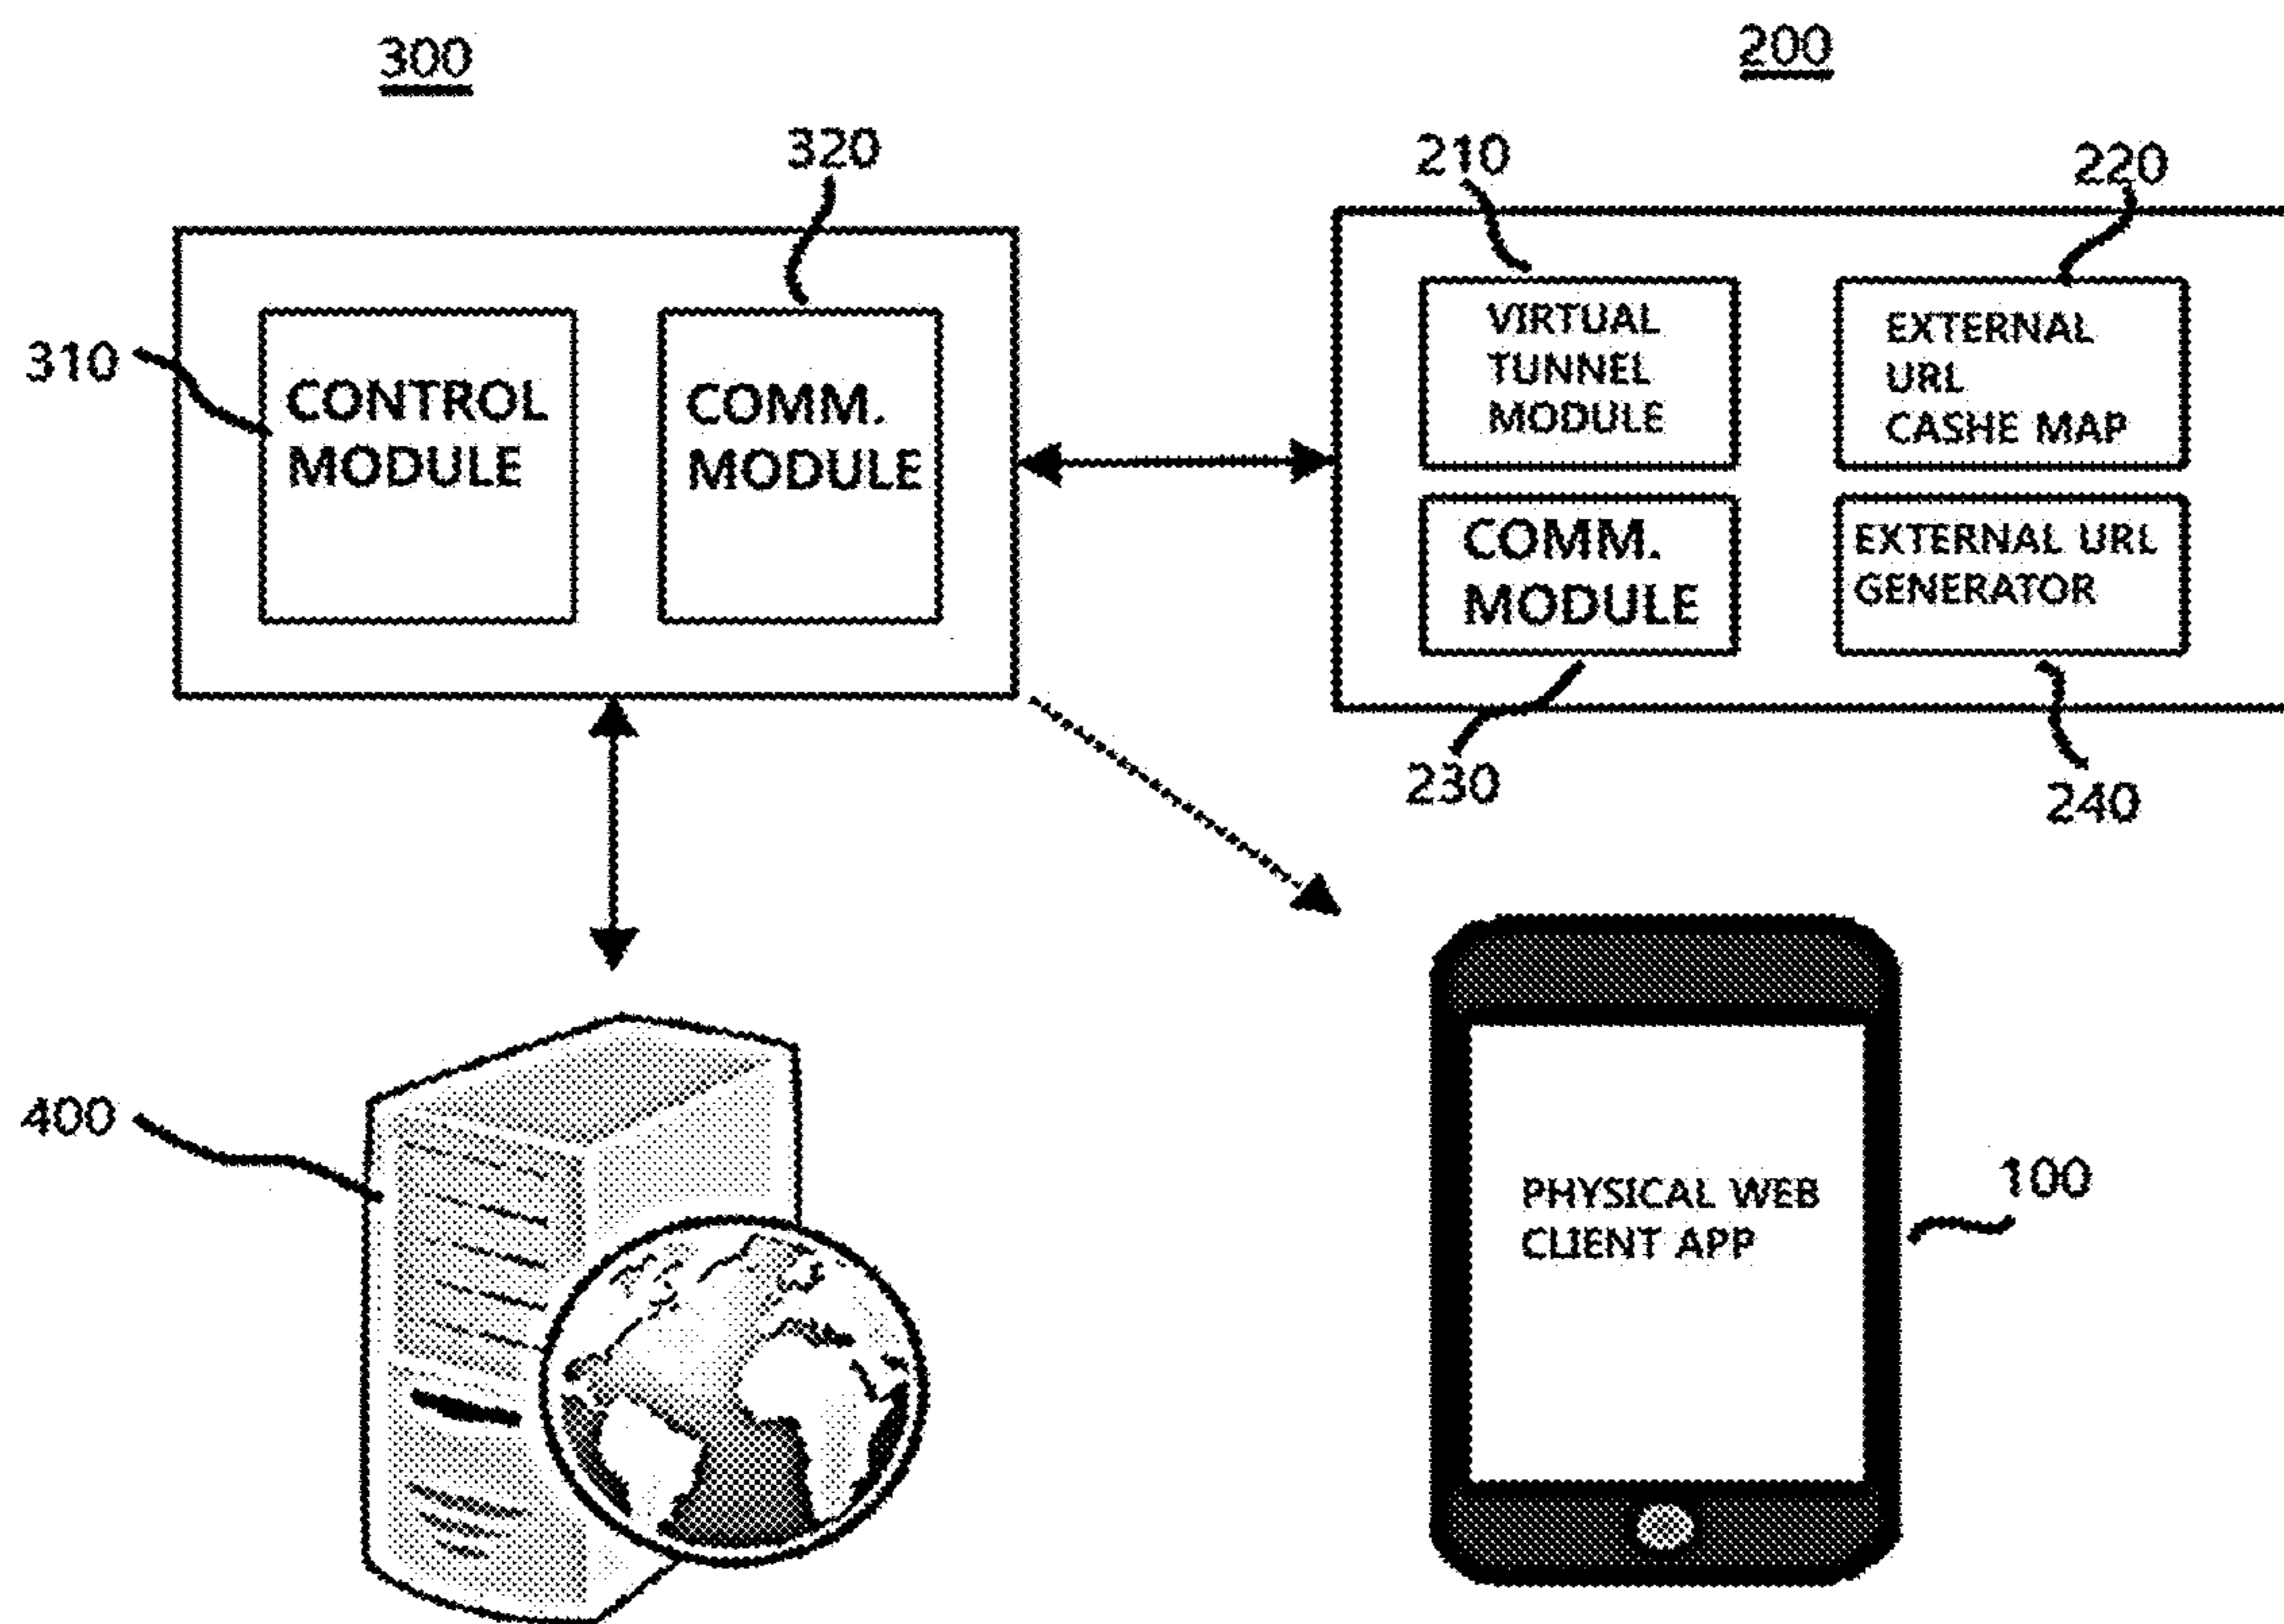 300
200
320
210
220
310
CONTROL
MODULE
COMM.
MODULE
VIRTUAL
TUNNEL
MODULE
EXTERNAL
URL
CASHE MAP
COMM.
MODULE
EXTERNAL URL
GENERATOR
230
240
400
PHYSICAL WEB
CLIENT APP
100